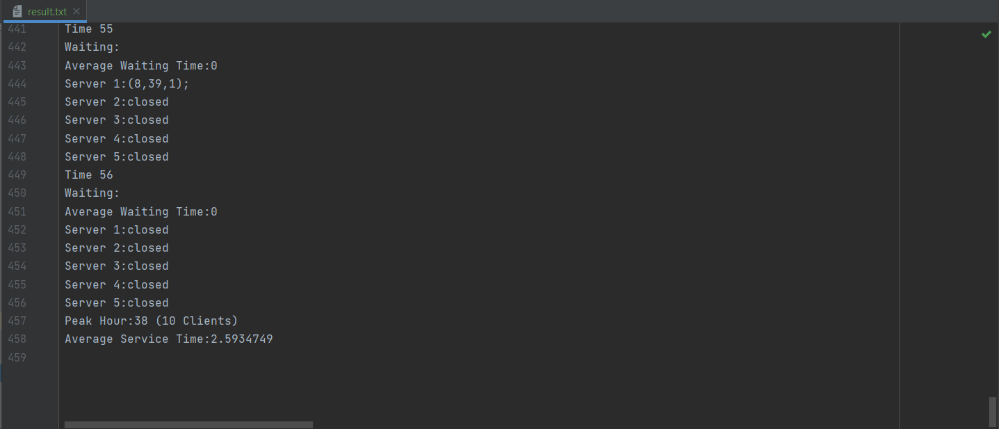 result.txt
441 Time 55
442 Waiting:
443 Average Waiting Time:0
444 Server 1:(8,39,1);
445 Server 2:closed
446 Server 3:closed
447 Server 4:closed
448 Server 5:closed
449 Time 56
450 Waiting:
451 Average Waiting Time:0
452 Server 1:closed
453 Server 2:closed
454 Server 3:closed
455 Server 4:closed
456 Server 5:closed
457 Peak Hour:38 (10 Clients)
458 Average Service Time:2.5934749
459